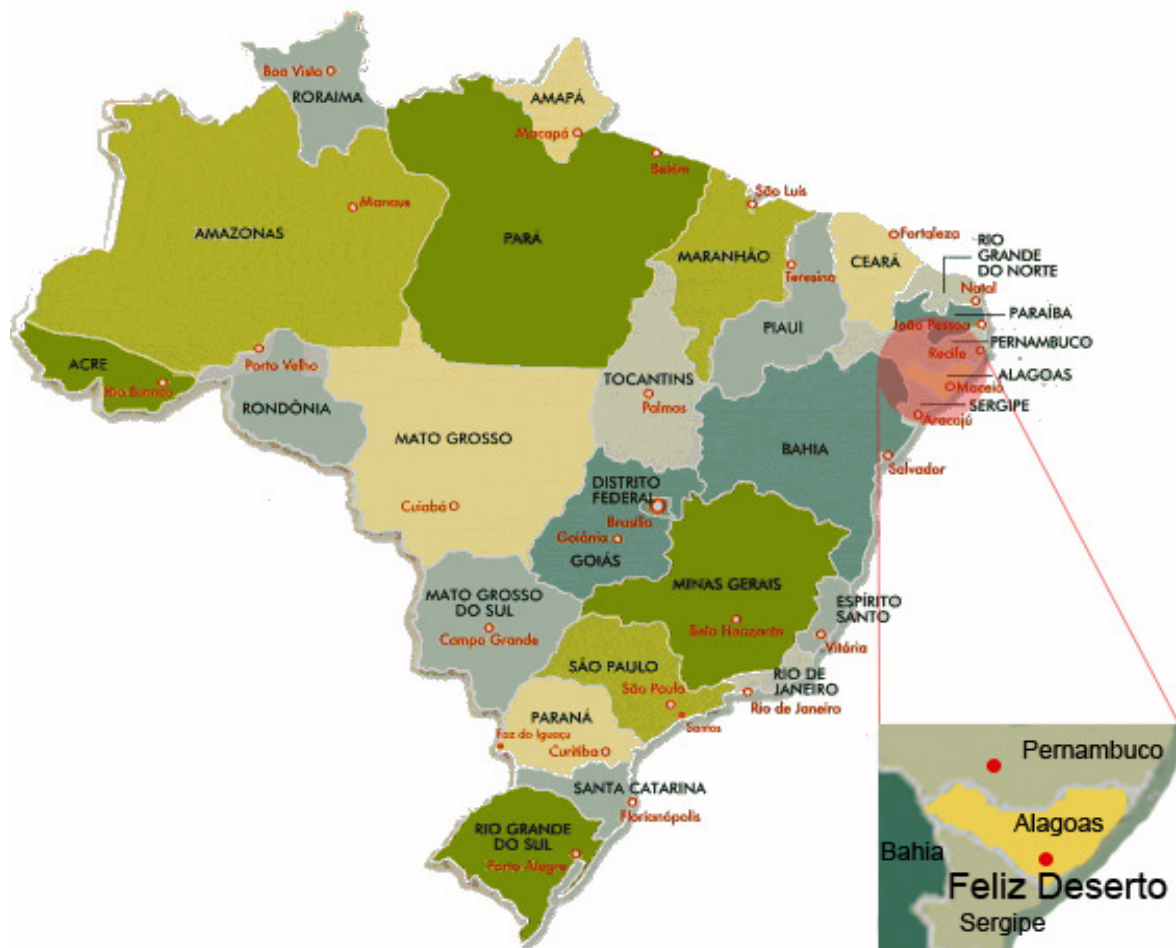 Boa Vista
RORAIMA
AMAPÁ
Macapá
Belém
São Luís
Manaus
AMAZONAS
PARÁ
MARANHÃO
Teresina
CEARÁ
Fortaleza
RIO
GRANDE
DO NORTE
Natal
PARAÍBA
João Pessoa
PERNAMBUCO
Recife
PIAUÍ
ALAGOAS
Maceió
SERGIPE
Aracajú
ACRE
Rio Branco
Porto Velho
RONDÔNIA
TOCANTINS
Palmas
MATO GROSSO
Cuiabá
BAHIA
Salvador
DISTRITO
FEDERAL
Brasília
Goiânia
GOIÁS
MINAS GERAIS
Belo Horizonte
ESPÍRITO
SANTO
Vitória
MATO GROSSO
DO SUL
Campo Grande
SÃO PAULO
São Paulo
Santos
RIO DE
JANEIRO
Rio de Janeiro
PARANÁ
Foz do Iguaçu
Curitiba
SANTA CATARINA
Florianópolis
RIO GRANDE
DO SUL
Porto Alegre
Pernambuco
Alagoas
Bahia
Feliz Deserto
Sergipe